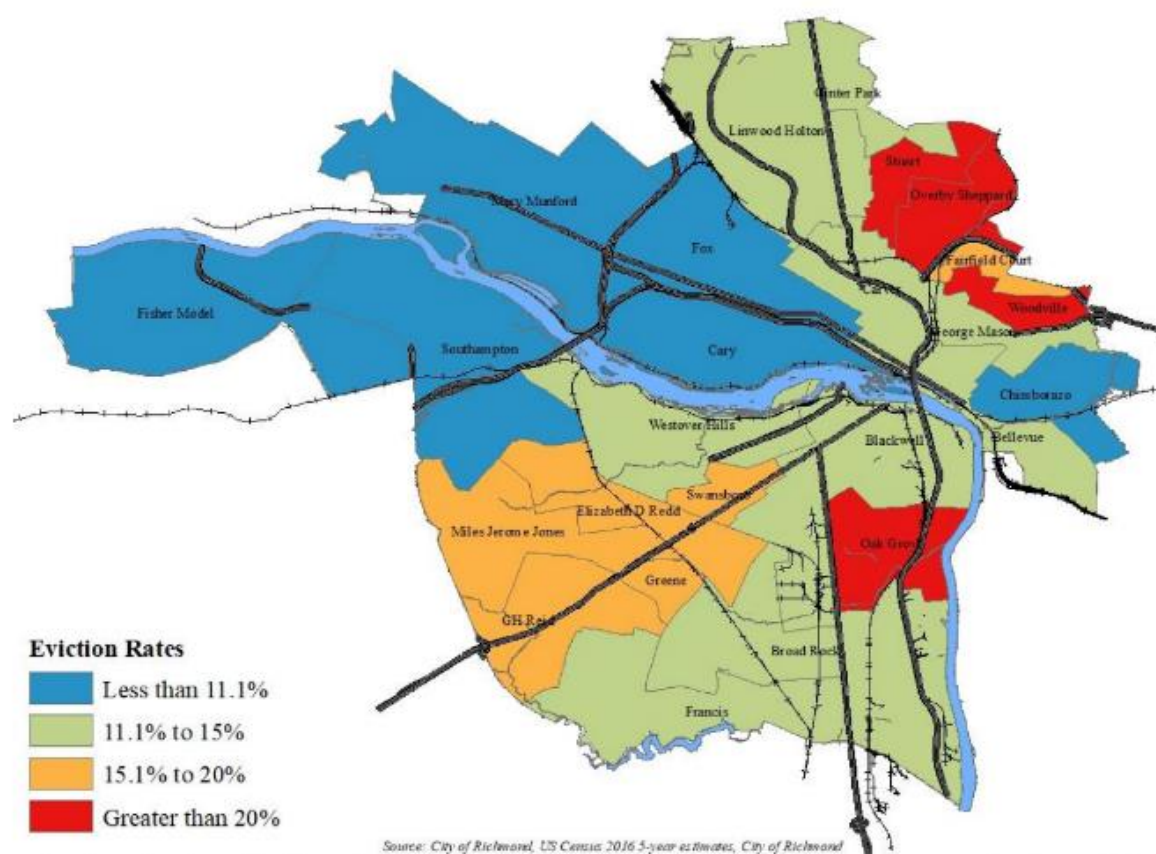 Ginter Park
Linwood Holton
Stuart
Overby Sheppard
Mary Munford
Fox
Fairfield Court
Woodville
Fisher Model
George Mason
Southampton
Cary
Chimborazo
Westover Hills
Blackwell
Bellevue
Swansboro
Elizabeth D Redd
Miles Jerome Jones
Oak Grove
Greene
GH Reid
Broad Rock
Francis
Eviction Rates
Less than 11.1%
11.1% to 15%
15.1% to 20%
Greater than 20%
Source: City of Richmond, US Census 2016 5-year estimates, City of Richmond